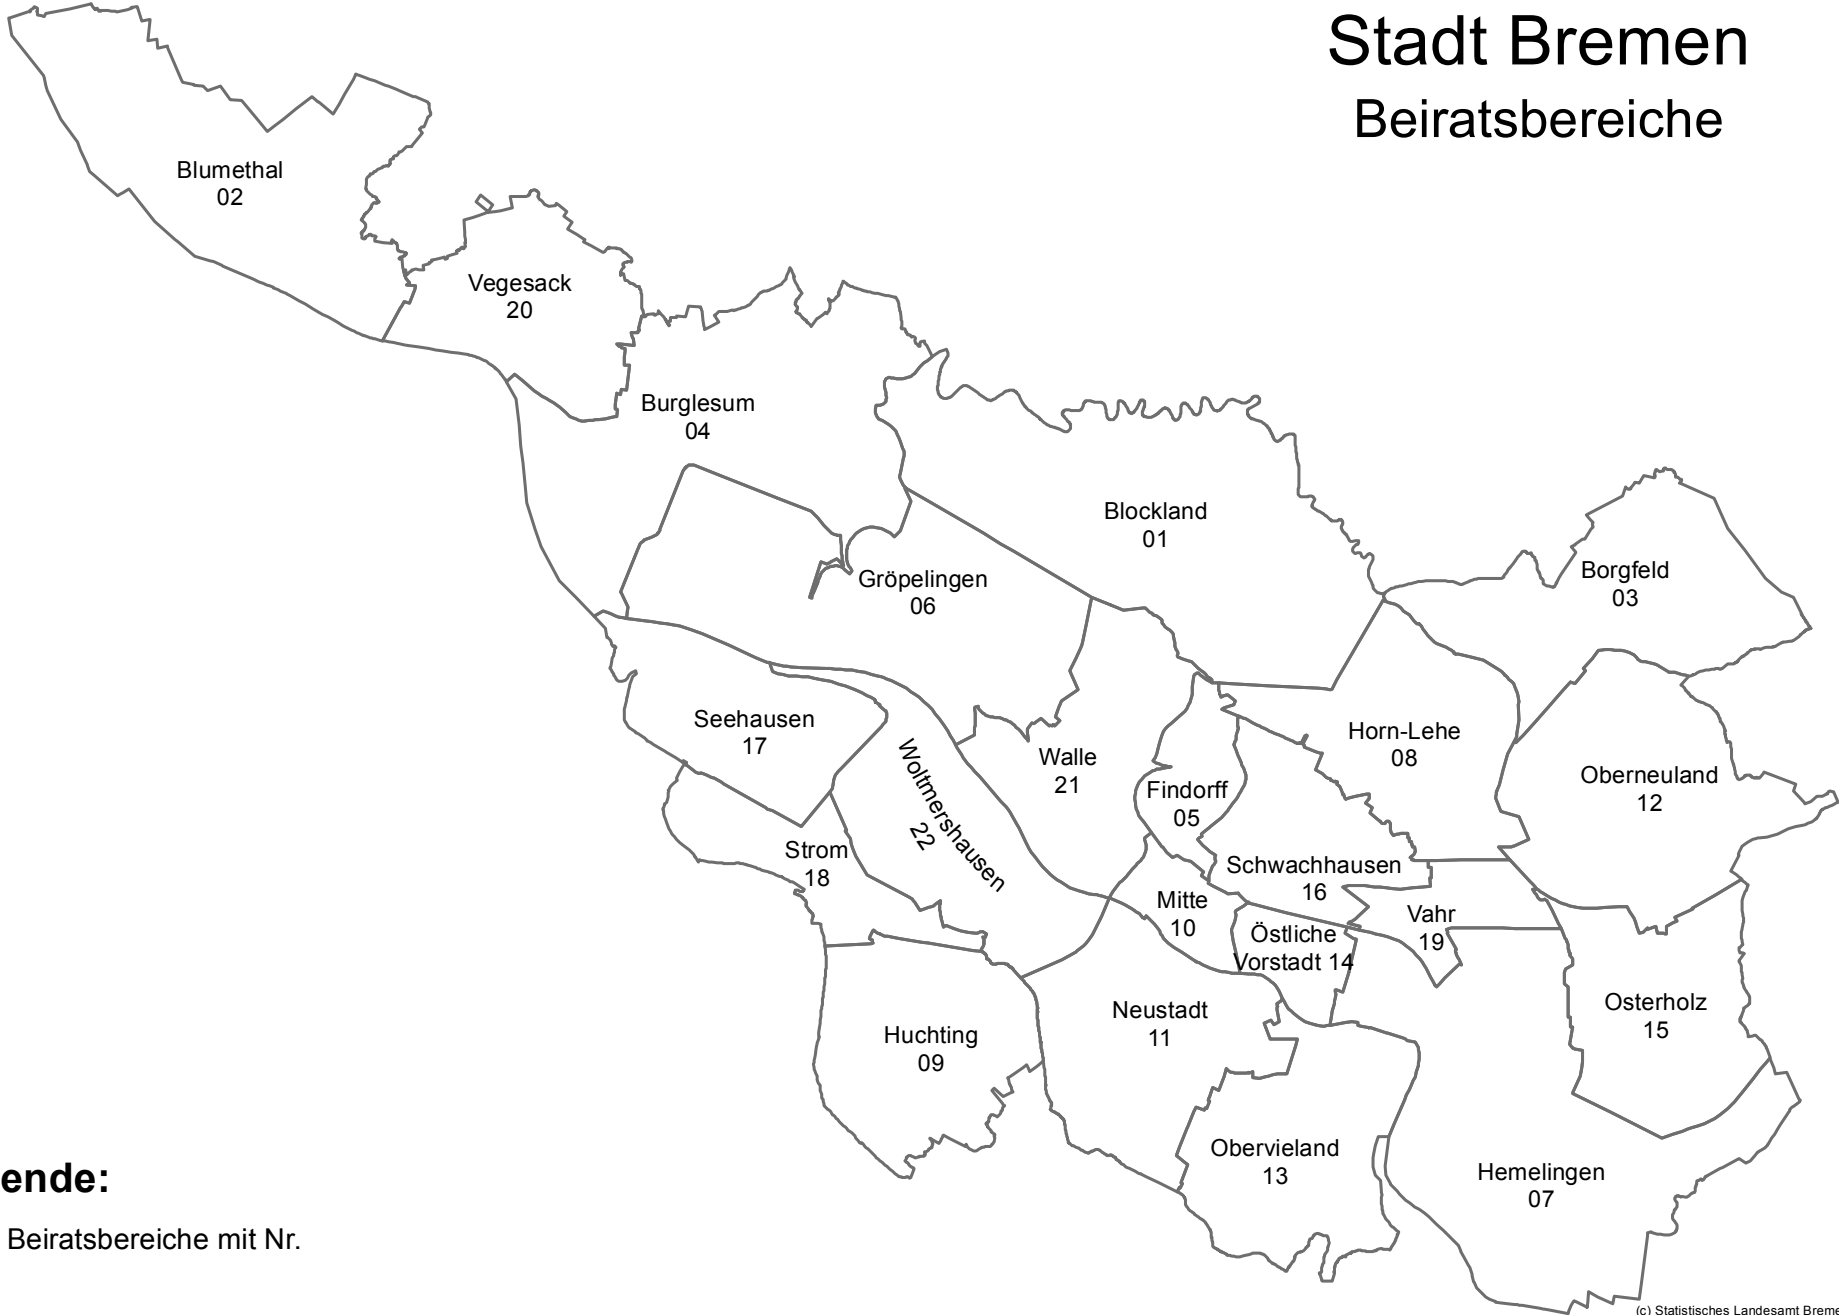 Stadt Bremen
Beiratsbereiche
Blumethal
02
Vegesack
20
Burglesum
04
Blockland
01
Borgfeld
03
Gröpelingen
06
Seehausen
17
Woltmershausen
22
Walle
21
Findorff
05
Horn-Lehe
08
Oberneuland
12
Strom
18
Schwachhausen
16
Mitte
10
Vahr
19
Östliche
Vorstadt 14
Osterholz
15
Neustadt
11
Huchting
09
Obervieland
13
Hemelingen
07
ende:
Beiratsbereiche mit Nr.
(c) Statistisches Landesamt Breme